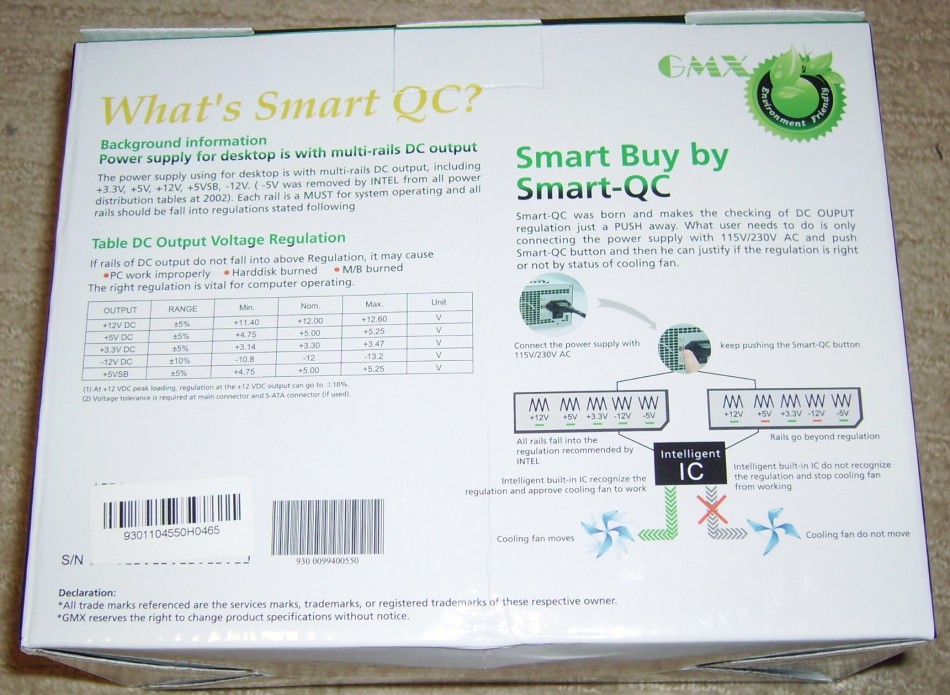 What's Smart QC?
Background information
Power supply for desktop is with multi-rails DC output
The power supply using for desktop is with multi-rails DC output, including
+3.3V, +5V, +12V, +5VSB, -12V. ( -5V was removed by INTEL from all power
distribution tables at 2002). Each rail is a MUST for system operating and all
rails should be fall into regulations stated following
Table DC Output Voltage Regulation
If rails of DC output do not fall into above Regulation, it may cause
•PC work improperly •Harddisk burned •M/B burned
The right regulation is vital for computer operating.
OUTPUT RANGE Min. Nom. Max. Unit
+12V DC ±5% +11.40 +12.00 +12.60 V
+5V DC ±5% +4.75 +5.00 +5.25 V
+3.3V DC ±5% +3.14 +3.30 +3.47 V
-12V DC ±10% -10.8 -12 -13.2 V
+5VSB ±5% +4.75 +5.00 +5.25 V
(1) At +12 VDC peak loading, regulation at the +12 VDC output can go to ±10%.
(2) Voltage tolerance is required at main connector and S-ATA connector (if used).
S/N
9301104550H0465
930 0099400550
Declaration:
*All trade marks referenced are the services marks, trademarks, or registered trademarks of these respective owner.
*GMX reserves the right to change product specifications without notice.
GMX
Environment Friendly
Smart Buy by
Smart-QC
Smart-QC was born and makes the checking of DC OUPUT
regulation just a PUSH away. What user needs to do is only
connecting the power supply with 115V/230V AC and push
Smart-QC button and then he can justify if the regulation is right
or not by status of cooling fan.
Connect the power supply with
115V/230V AC
keep pushing the Smart-QC button
+12V +5V +3.3V -12V -5V
+12V +5V +3.3V -12V -5V
All rails fall into the
regulation recommended by
INTEL
Rails go beyond regulation
Intelligent
IC
Intelligent built-in IC recognize the
regulation and approve cooling fan to work
Intelligent built-in IC do not recognize
the regulation and stop cooling fan
from working
Cooling fan moves
Cooling fan do not move